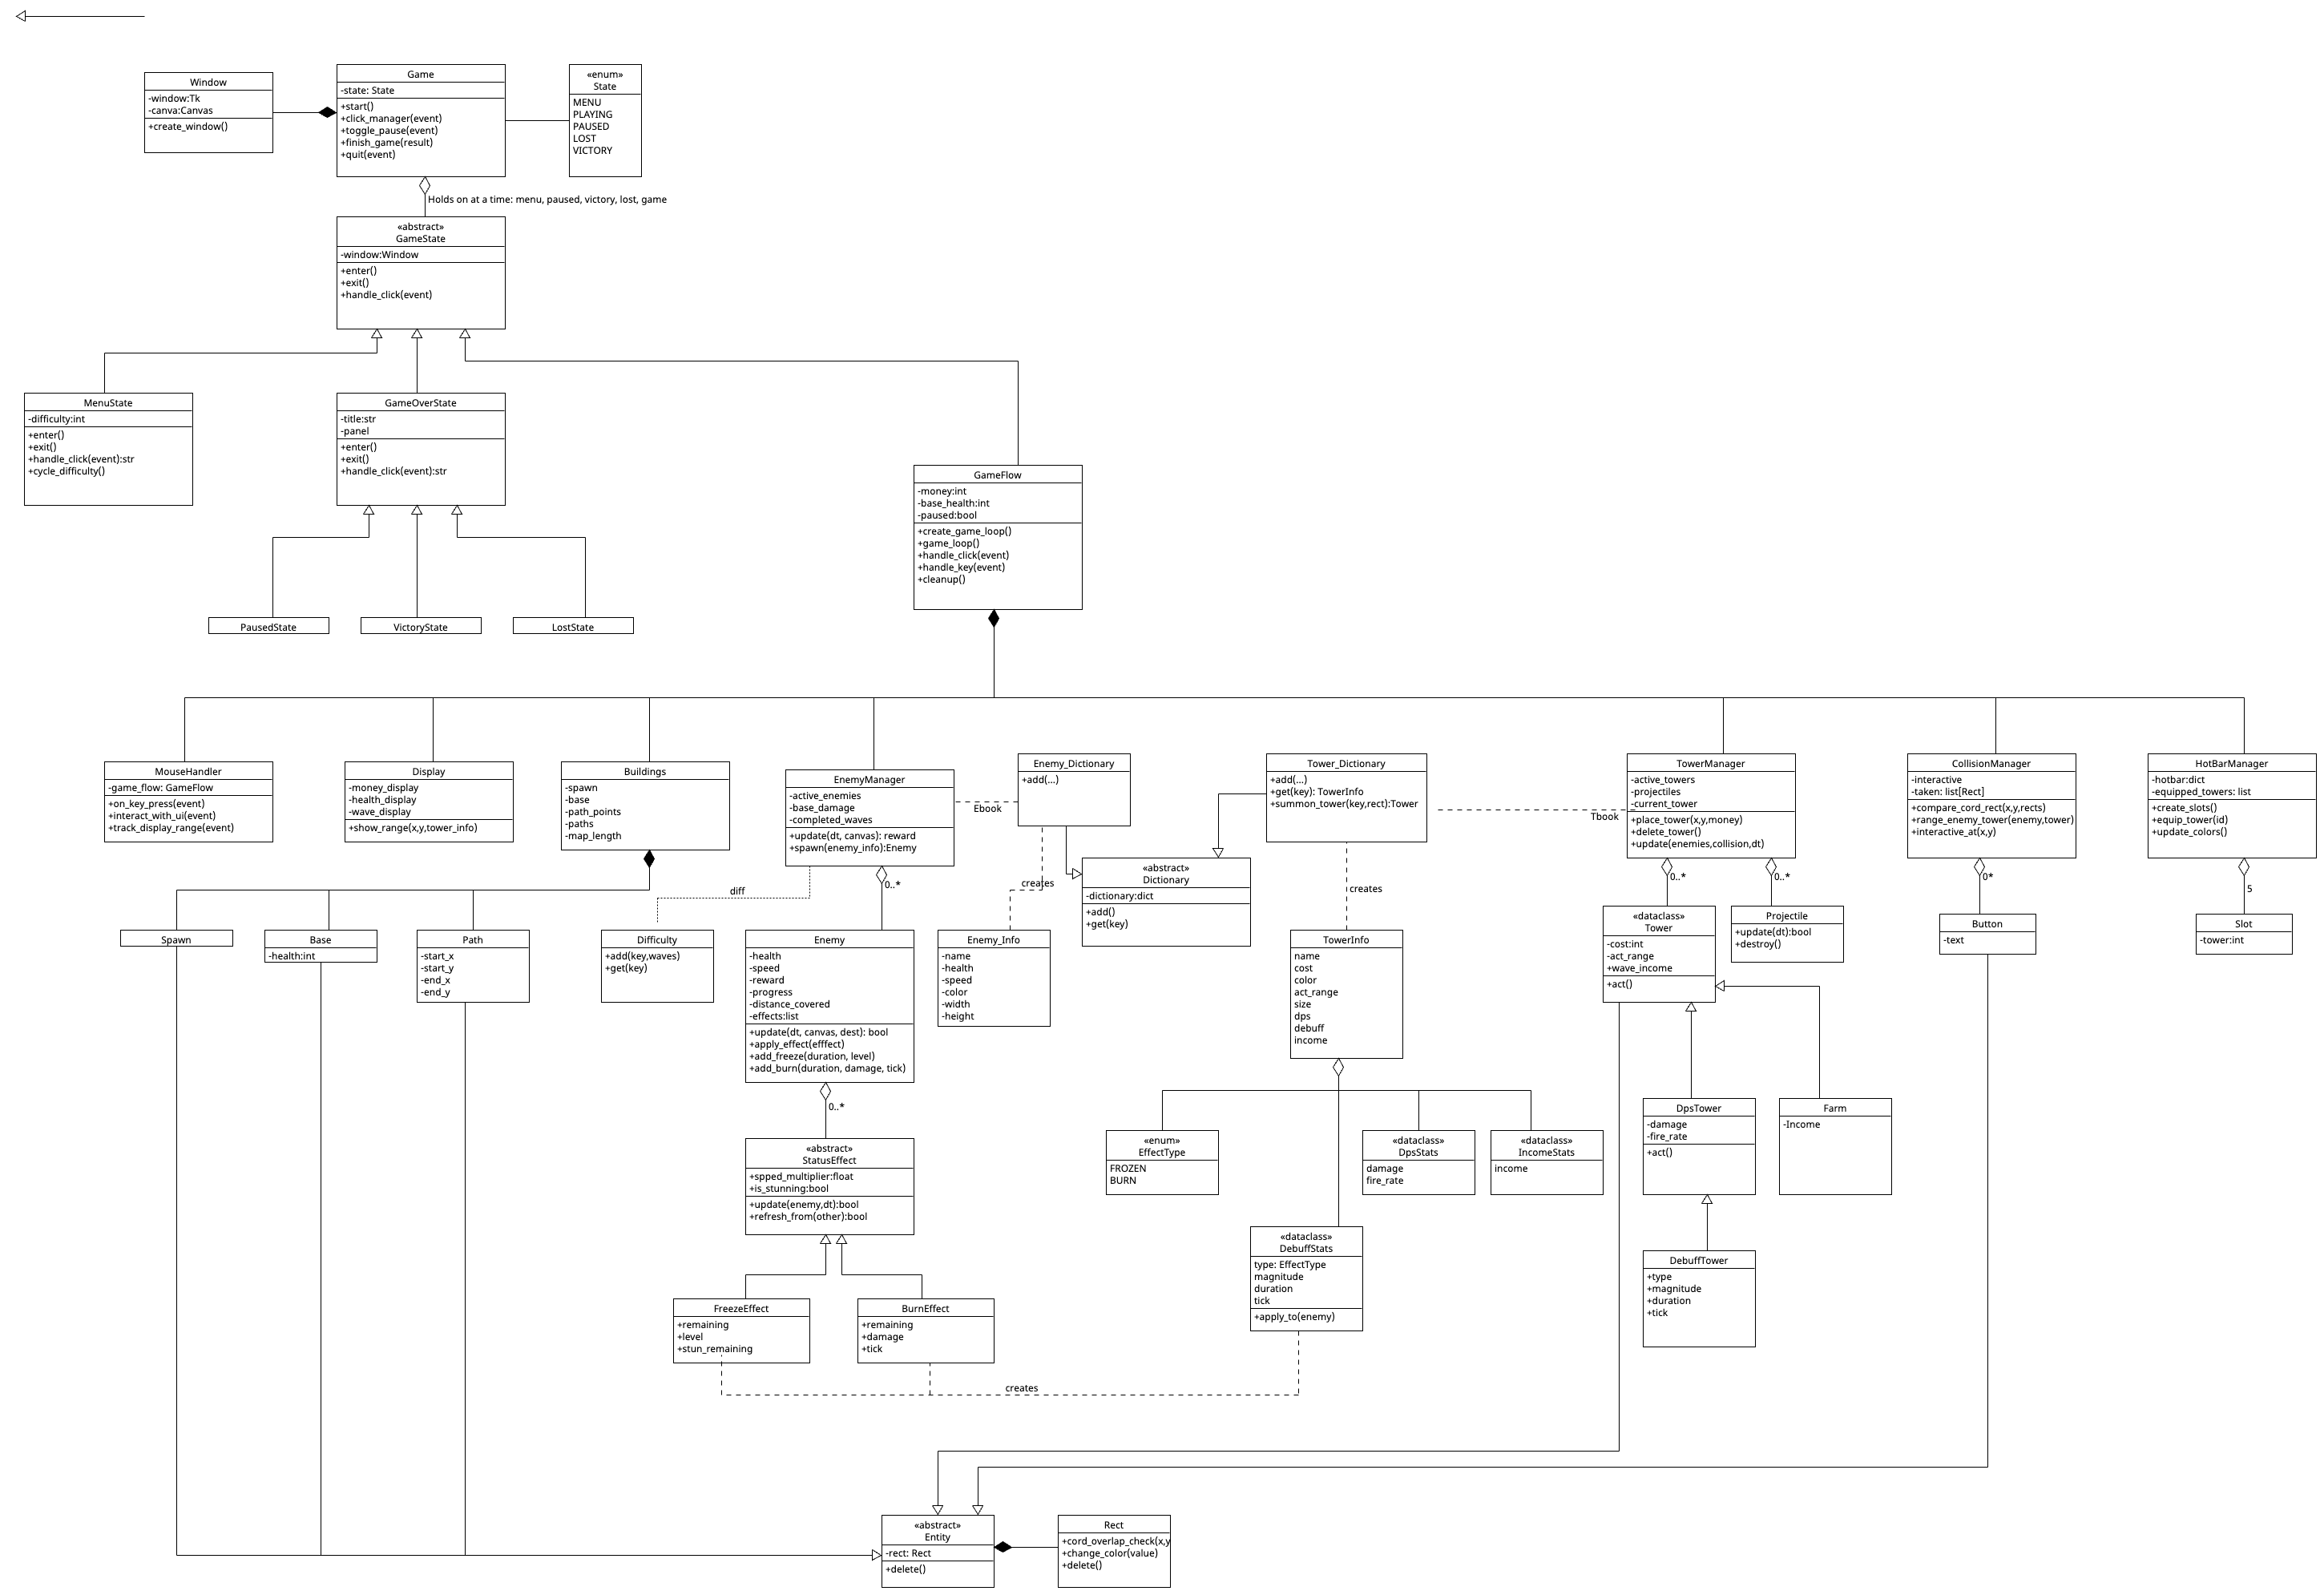 Window
-window:Tk
-canva:Canvas
+create_window()
Game
-state: State
+start()
+click_manager(event)
+toggle_pause(event)
+finish_game(result)
+quit(event)
«enum»
State
MENU
PLAYING
PAUSED
LOST
VICTORY
Holds on at a time: menu, paused, victory, lost, game
«abstract»
GameState
-window:Window
+enter()
+exit()
+handle_click(event)
MenuState
-difficulty:int
+enter()
+exit()
+handle_click(event):str
+cycle_difficulty()
GameOverState
-title:str
-panel
+enter()
+exit()
+handle_click(event):str
GameFlow
-money:int
-base_health:int
-paused:bool
+create_game_loop()
+game_loop()
+handle_click(event)
+handle_key(event)
+cleanup()
PausedState
VictoryState
LostState
MouseHandler
-game_flow: GameFlow
+on_key_press(event)
+interact_with_ui(event)
+track_display_range(event)
Display
-money_display
-health_display
-wave_display
+show_range(x,y,tower_info)
Buildings
-spawn
-base
-path_points
-paths
-map_length
EnemyManager
-active_enemies
-base_damage
-completed_waves
+update(dt, canvas): reward
+spawn(enemy_info):Enemy
Ebook
Enemy_Dictionary
+add(...)
Tower_Dictionary
+add(...)
+get(key): TowerInfo
+summon_tower(key,rect):Tower
Tbook
TowerManager
-active_towers
-projectiles
-current_tower
+place_tower(x,y,money)
+delete_tower()
+update(enemies,collision,dt)
CollisionManager
-interactive
-taken: list[Rect]
+compare_cord_rect(x,y,rects)
+range_enemy_tower(enemy,tower)
+interactive_at(x,y)
HotBarManager
-hotbar:dict
-equipped_towers: list
+create_slots()
+equip_tower(id)
+update_colors()
diff
0..*
creates
«abstract»
Dictionary
-dictionary:dict
+add()
+get(key)
creates
0..*
0..*
0*
5
Spawn
Base
-health:int
Path
-start_x
-start_y
-end_x
-end_y
Difficulty
+add(key,waves)
+get(key)
Enemy
-health
-speed
-reward
-progress
-distance_covered
-effects:list
+update(dt, canvas, dest): bool
+apply_effect(efffect)
+add_freeze(duration, level)
+add_burn(duration, damage, tick)
Enemy_Info
-name
-health
-speed
-color
-width
-height
TowerInfo
name
cost
color
act_range
size
dps
debuff
income
«dataclass»
Tower
-cost:int
-act_range
+wave_income
+act()
Projectile
+update(dt):bool
+destroy()
Button
-text
Slot
-tower:int
0..*
«abstract»
StatusEffect
+spped_multiplier:float
+is_stunning:bool
+update(enemy,dt):bool
+refresh_from(other):bool
«enum»
EffectType
FROZEN
BURN
«dataclass»
DpsStats
damage
fire_rate
«dataclass»
IncomeStats
income
DpsTower
-damage
-fire_rate
+act()
Farm
-Income
«dataclass»
DebuffStats
type: EffectType
magnitude
duration
tick
+apply_to(enemy)
DebuffTower
+type
+magnitude
+duration
+tick
FreezeEffect
+remaining
+level
+stun_remaining
BurnEffect
+remaining
+damage
+tick
creates
«abstract»
Entity
-rect: Rect
+delete()
Rect
+cord_overlap_check(x,y
+change_color(value)
+delete()